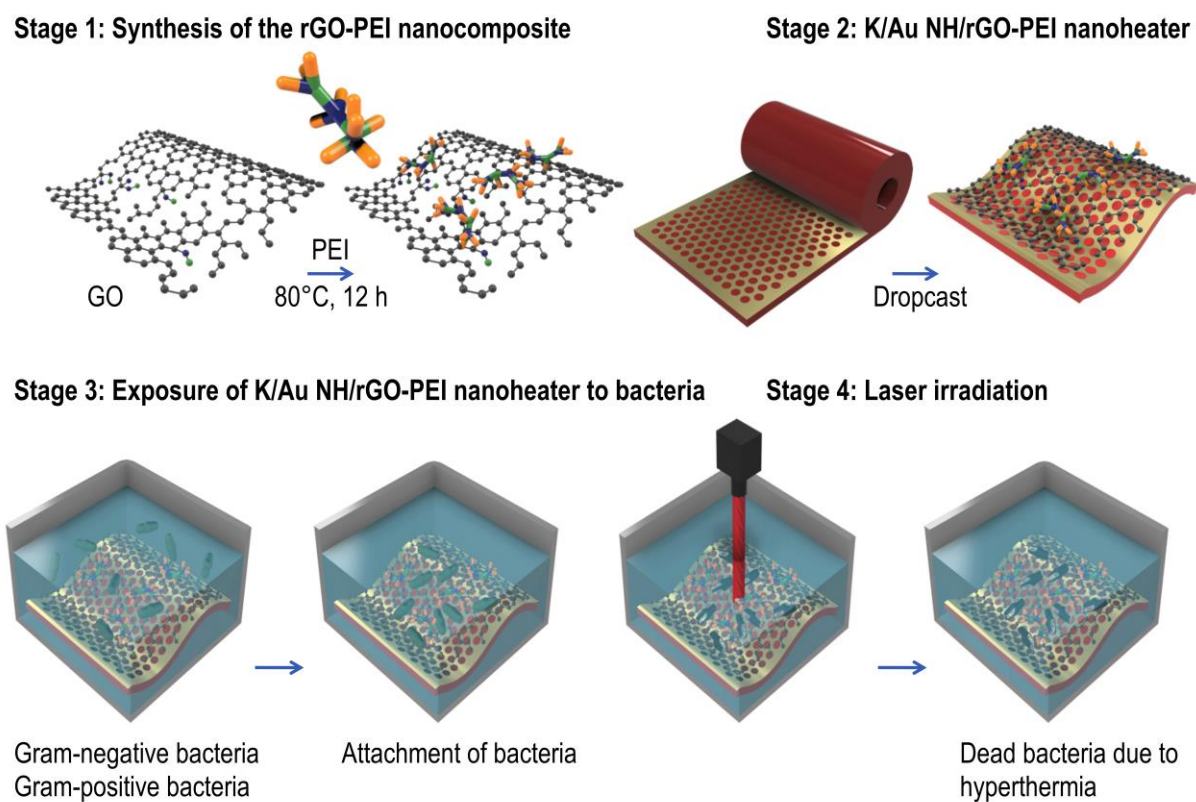 Stage 1: Synthesis of the rGO-PEI nanocomposite
GO
PEI
80°C, 12 h
Stage 2: K/Au NH/rGO-PEI nanoheater
Dropcast
Stage 3: Exposure of K/Au NH/rGO-PEI nanoheater to bacteria
Gram-negative bacteria
Gram-positive bacteria
Attachment of bacteria
Stage 4: Laser irradiation
Dead bacteria due to
hyperthermia